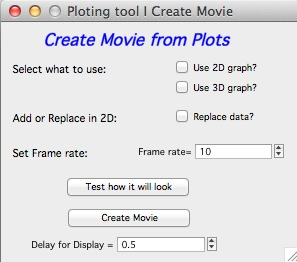 Ploting tool | Create Movie
Create Movie from Plots
Select what to use:
Use 2D graph?
Use 3D graph?
Add or Replace in 2D:
Replace data?
Set Frame rate:
Frame rate= 10
Test how it will look
Create Movie
Delay for Display = 0.5